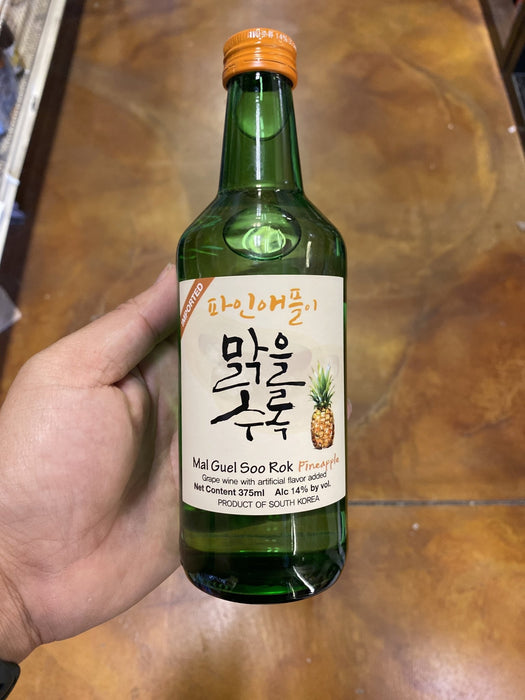 IMPORTED
파인애플이
맑을
수록
Mal Guel Soo Rok Pineapple
Grape wine with artificial flavor added
Net Content 375ml Alc 14% by vol.
PRODUCT OF SOUTH KOREA